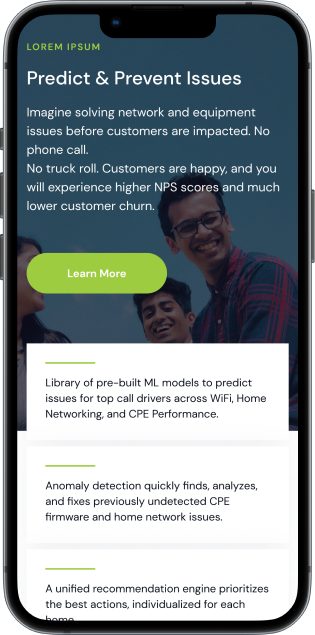 LOREM IPSUM
Predict & Prevent Issues
Imagine solving network and equipment
issues before customers are impacted. No
phone call.
No truck roll. Customers are happy, and you
will experience higher NPS scores and much
lower customer churn.
Learn More
Library of pre-built ML models to predict
issues for top call drivers across WiFi, Home
Networking, and CPE Performance.
Anomaly detection quickly finds, analyzes,
and fixes previously undetected CPE
firmware and home network issues.
A unified recommendation engine prioritizes
the best actions, individualized for each
home